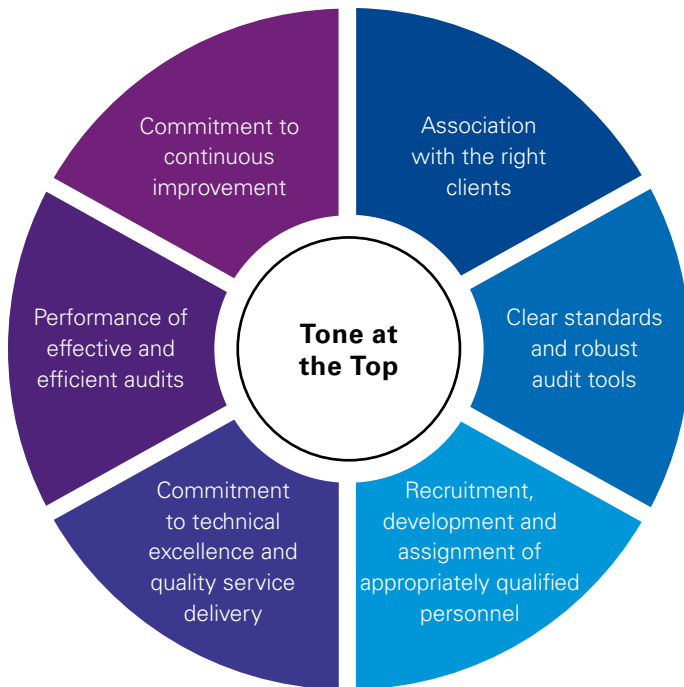 Commitment to
continuous
improvement
Association
with the right
clients
Performance of
effective and
efficient audits
Tone at
the Top
Clear standards
and robust
audit tools
Commitment
to technical
excellence and
quality service
delivery
Recruitment,
development and
assignment of
appropriately qualified
personnel